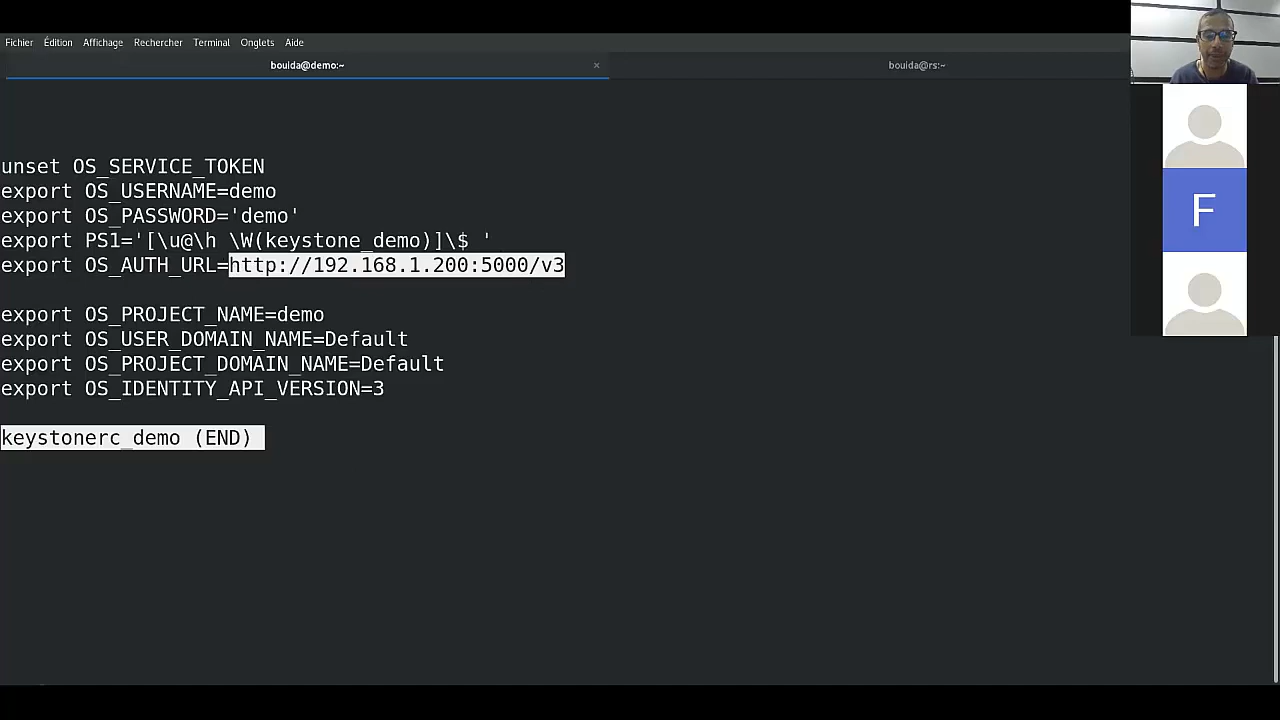 Fichier Édition Affichage Rechercher Terminal Onglets Aide
bouida@demo:~ × bouida@rs:~
unset OS_SERVICE_TOKEN
export OS_USERNAME=demo
export OS_PASSWORD='demo'
export PS1='[\u@\h \W(keystone_demo)]\$ '
export OS_AUTH_URL=http://192.168.1.200:5000/v3
export OS_PROJECT_NAME=demo
export OS_USER_DOMAIN_NAME=Default
export OS_PROJECT_DOMAIN_NAME=Default
export OS_IDENTITY_API_VERSION=3
keystonerc_demo (END)
F